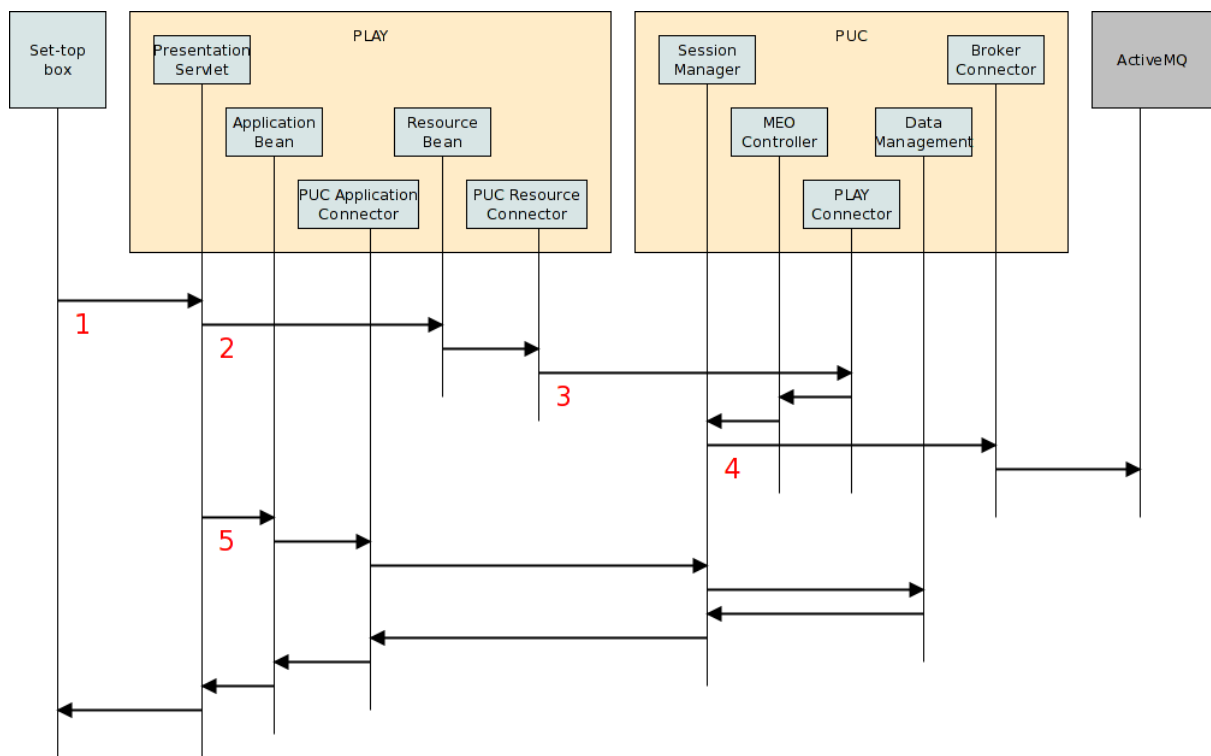 PLAY
PUC
Set-top
box
Presentation
Servlet
Session
Manager
Broker
Connector
ActiveMQ
Application
Bean
Resource
Bean
MEO
Controller
Data
Management
PUC Application
Connector
PUC Resource
Connector
PLAY
Connector
1
2
3
4
5